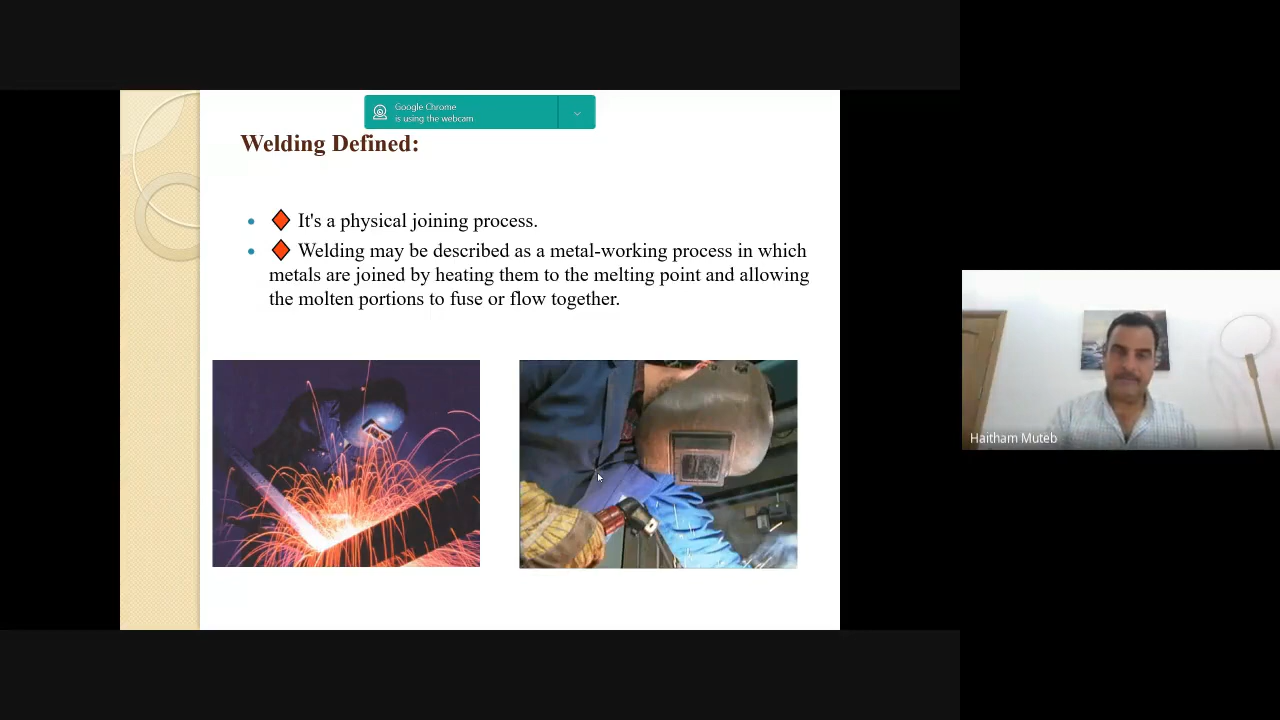 Google Chrome
is using the webcam
Welding Defined:
It's a physical joining process.
Welding may be described as a metal-working process in which
metals are joined by heating them to the melting point and allowing
the molten portions to fuse or flow together.
Haitham Muteb